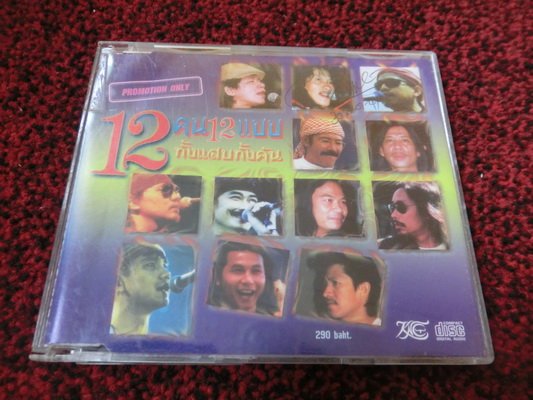 PROMOTION ONLY
12 คน12แบบ
กั๊นแสบกั๊นคัน
290 baht.
COMPACT
disc
DIGITAL AUDIO